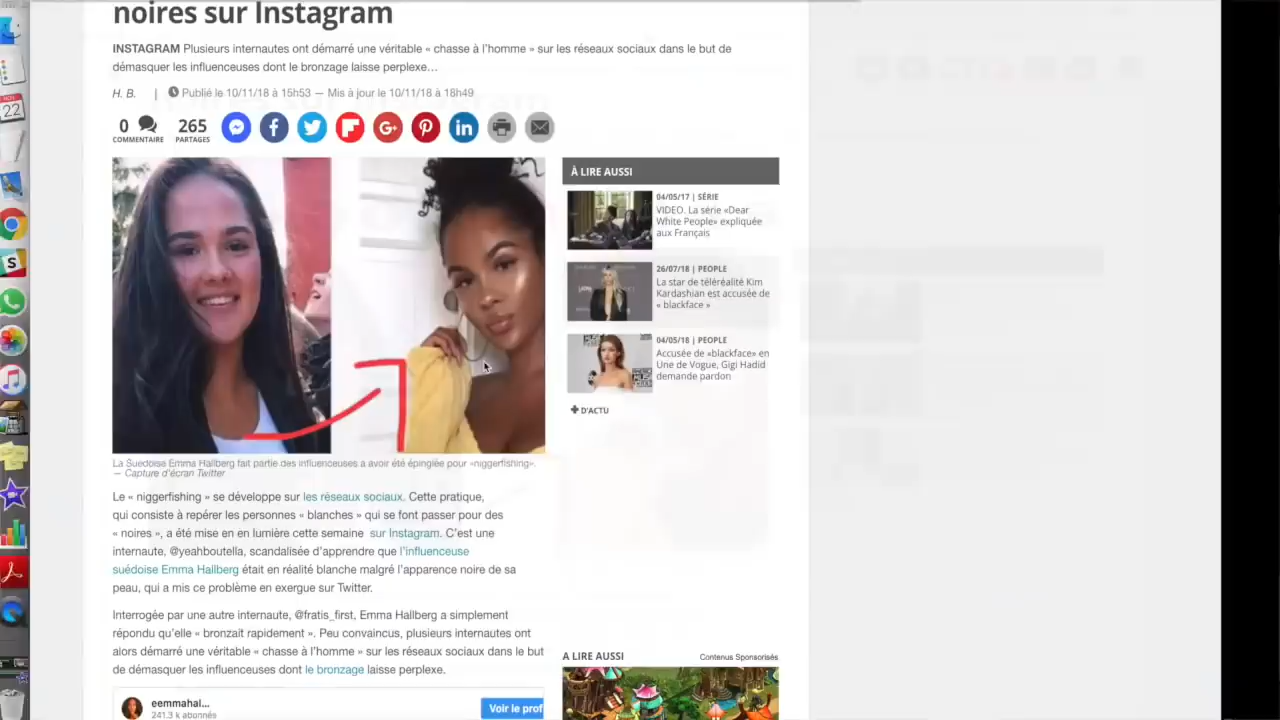 noires sur Instagram
INSTAGRAM Plusieurs internautes ont démarré une véritable « chasse à l'homme » sur les réseaux sociaux dans le but de
démasquer les influenceuses dont le bronzage laisse perplexe…
H. B. | Publié le 10/11/18 à 15h53 — Mis à jour le 10/11/18 à 18h49
0 265
COMMENTAIRE PARTAGES
À LIRE AUSSI
04/05/17 | SÉRIE
VIDEO. La série «Dear
White People» expliquée
aux Français
26/07/18 | PEOPLE
La star de téléréalité Kim
Kardashian est accusée de
« blackface »
04/05/18 | PEOPLE
Accusée de «blackface» en
Une de Vogue, Gigi Hadid
demande pardon
D'ACTU
La Suédoise Emma Hallberg fait partie des influenceuses a avoir été épinglée pour «niggerfishing».
— Capture d'écran Twitter
Le « niggerfishing » se développe sur les réseaux sociaux. Cette pratique,
qui consiste à repérer les personnes « blanches » qui se font passer pour des
« noires », a été mise en en lumière cette semaine sur Instagram. C'est une
internaute, @yeahboutella, scandalisée d'apprendre que l'influenceuse
suédoise Emma Hallberg était en réalité blanche malgré l'apparence noire de sa
peau, qui a mis ce problème en exergue sur Twitter.
Interrogée par une autre internaute, @fratis_first, Emma Hallberg a simplement
répondu qu'elle « bronzait rapidement ». Peu convaincus, plusieurs internautes ont
alors démarré une véritable « chasse à l'homme » sur les réseaux sociaux dans le but
de démasquer les influenceuses dont le bronzage laisse perplexe.
A LIRE AUSSI
Contenus Sponsorisés
eemmahal...
241.3 k abonnés
Voir le prof
NOV
22